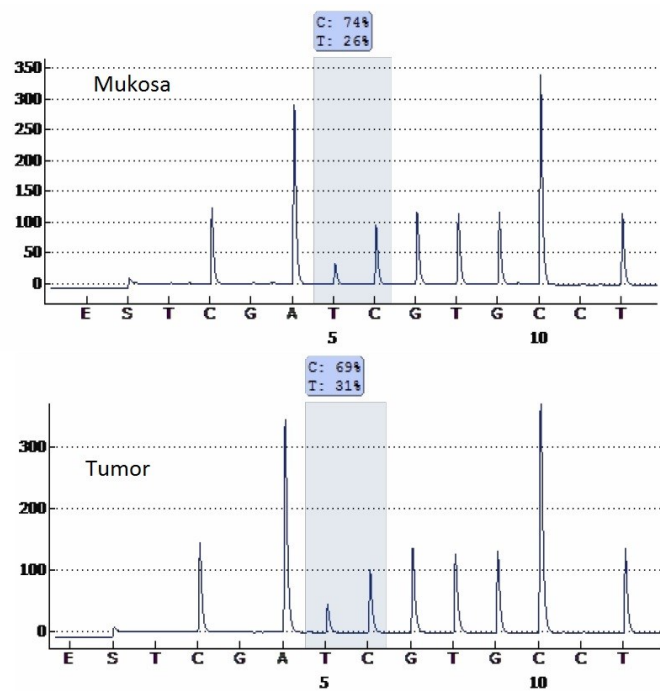 C: 74%
T: 26%
350
Mukosa
300
250
200
150
100
50
0
E S T C G A T C G T G C C T
5 10
C: 69%
T: 31%
300
Tumor
200
100
0
E S T C G A T C G T G C C T
5 10